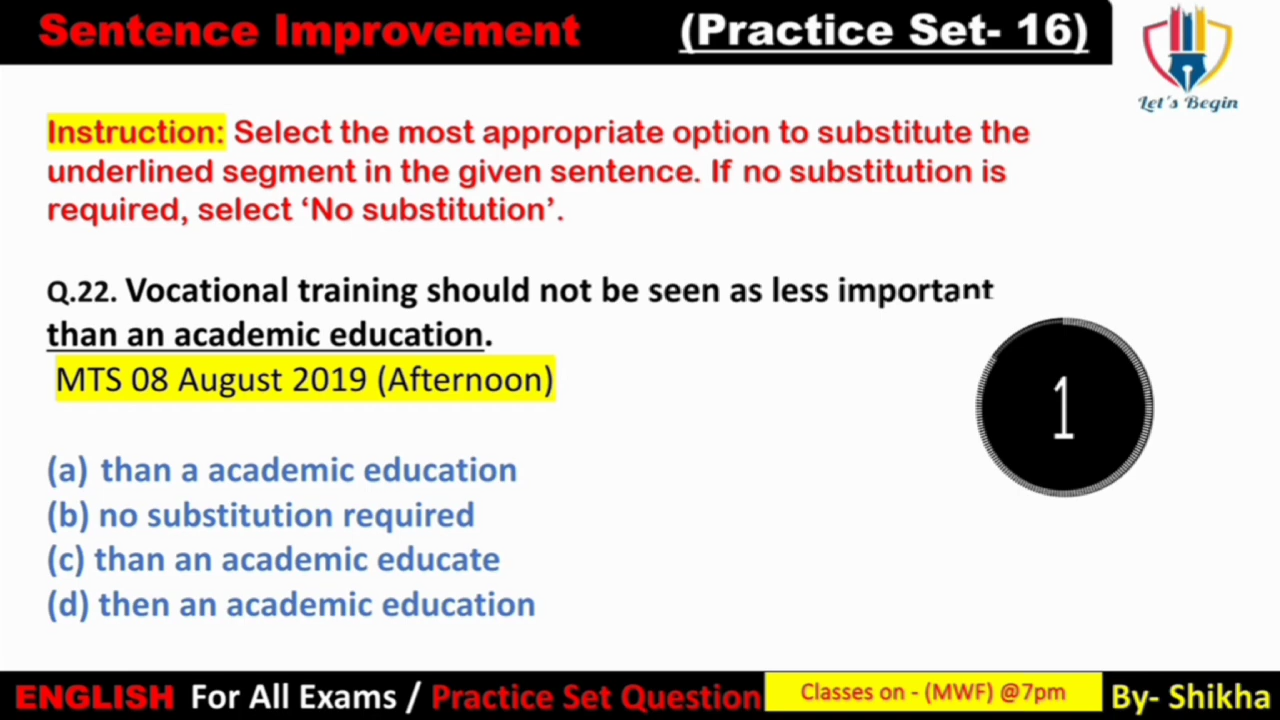 Sentence Improvement (Practice Set- 16)
Let's Begin
Instruction: Select the most appropriate option to substitute the
underlined segment in the given sentence. If no substitution is
required, select ‘No substitution’.
Q.22. Vocational training should not be seen as less important
than an academic education.
MTS 08 August 2019 (Afternoon)
1
(a) than a academic education
(b) no substitution required
(c) than an academic educate
(d) then an academic education
ENGLISH For All Exams / Practice Set Question Classes on - (MWF) @7pm By- Shikha